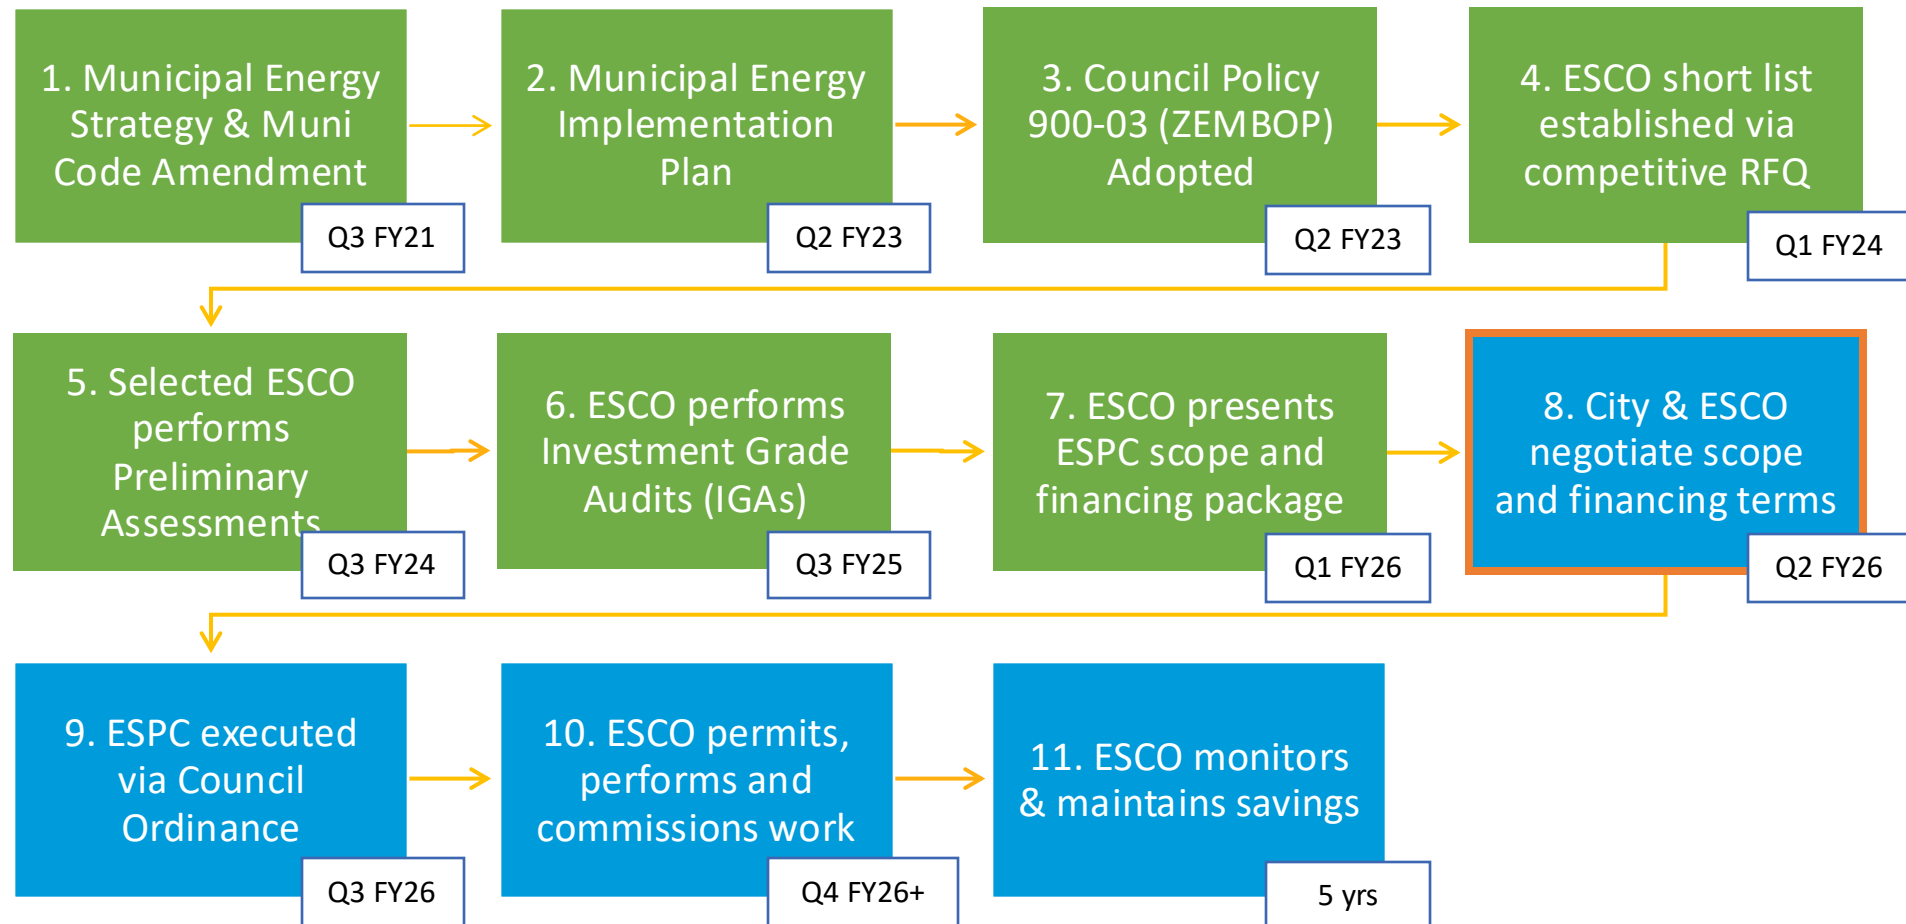 1. Municipal Energy
Strategy & Muni
Code Amendment
Q3 FY21
2. Municipal Energy
Implementation
Plan
Q2 FY23
3. Council Policy
900-03 (ZEMBOP)
Adopted
Q2 FY23
4. ESCO short list
established via
competitive RFQ
Q1 FY24
5. Selected ESCO
performs
Preliminary
Assessments
Q3 FY24
6. ESCO performs
Investment Grade
Audits (IGAs)
Q3 FY25
7. ESCO presents
ESPC scope and
financing package
Q1 FY26
8. City & ESCO
negotiate scope
and financing terms
Q2 FY26
9. ESPC executed
via Council
Ordinance
Q3 FY26
10. ESCO permits,
performs and
commissions work
Q4 FY26+
11. ESCO monitors
& maintains savings
5 yrs